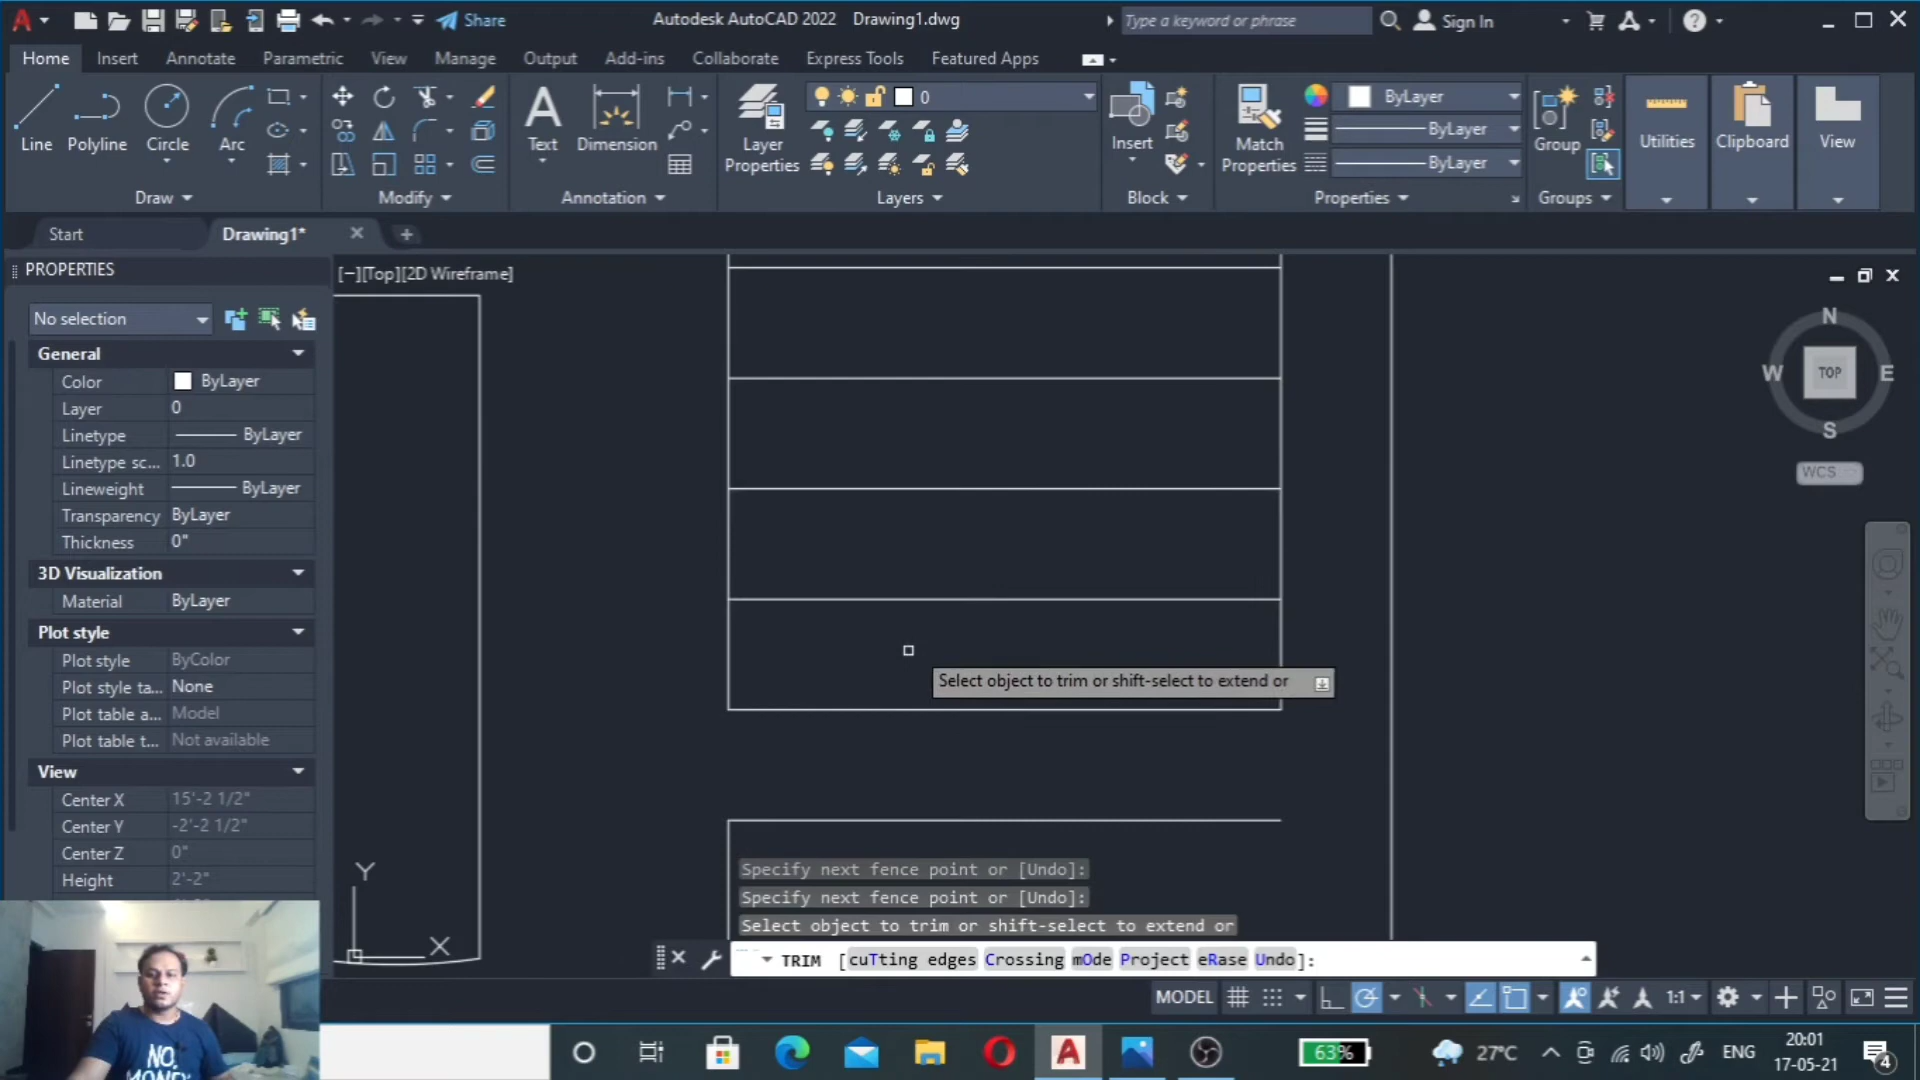 Share
Autodesk AutoCAD 2022 Drawing1.dwg
Type a keyword or phrase
Sign In
Home Insert Annotate Parametric View Manage Output Add-ins Collaborate Express Tools Featured Apps
Line Polyline Circle Arc
Draw
Modify
Text Dimension
Annotation
Layer Properties
0
Layers
Insert
Block
Match Properties
ByLayer
ByLayer
ByLayer
Properties
Group
Groups
Utilities
Clipboard
View
Start Drawing1*
PROPERTIES
[−][Top][2D Wireframe]
No selection
General
Color ByLayer
Layer 0
Linetype ByLayer
Linetype sc... 1.0
Lineweight ByLayer
Transparency ByLayer
Thickness 0"
3D Visualization
Material ByLayer
Plot style
Plot style ByColor
Plot style ta... None
Plot table a... Model
Plot table t... Not available
View
Center X 15'-2 1/2"
Center Y -2'-2 1/2"
Center Z 0"
Height 2'-2"
N
W TOP E
S
WCS
Select object to trim or shift-select to extend or
Y
X
Specify next fence point or [Undo]:
Specify next fence point or [Undo]:
Select object to trim or shift-select to extend or
TRIM [cuTting edges Crossing mOde Project eRase Undo]:
MODEL 1:1
NO,
63% 27°C ENG 20:01
17-05-21
4